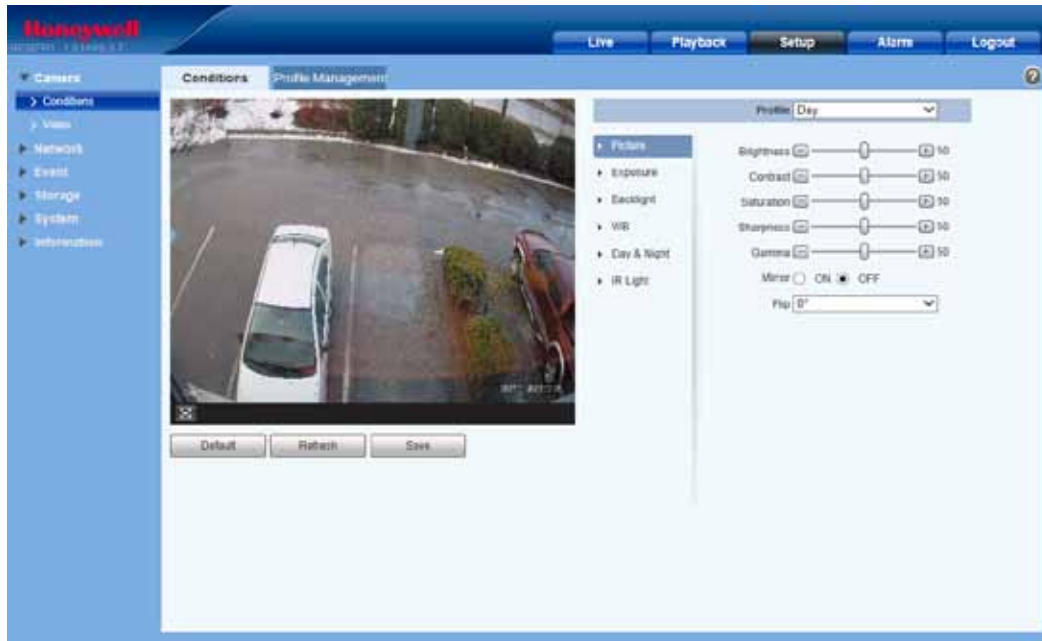 Honeywell
Live Playback Setup Alarm Logout
Camera
Conditions
Video
Network
Event
Storage
System
Information
Conditions Profile Management
Profile Day
Picture
Exposure
Backlight
WB
Day & Night
IR Light
Brightness 50
Contrast 50
Saturation 50
Sharpness 50
Gamma 50
Mirror ON OFF
Flip 0°
Default Refresh Save